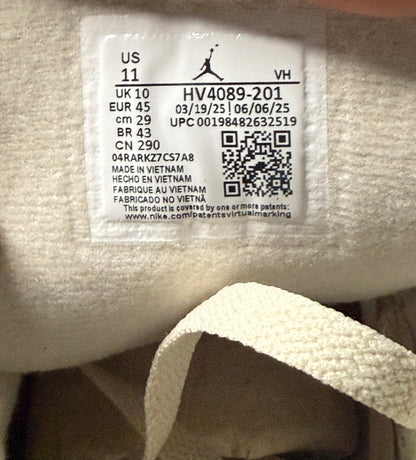 US
11 VH
UK 10 HV4089-201
EUR 45 03/19/25 | 06/06/25
cm 29 UPC 00198482632519
BR 43
CN 290
04RARKZ7CS7A8
MADE IN VIETNAM
HECHO EN VIETNAM
FABRIQUE AU VIETNAM
FABRICADO NO VIETNÃ
This product is covered by one or more patents:
www.nike.com/patentsvirtualmarking